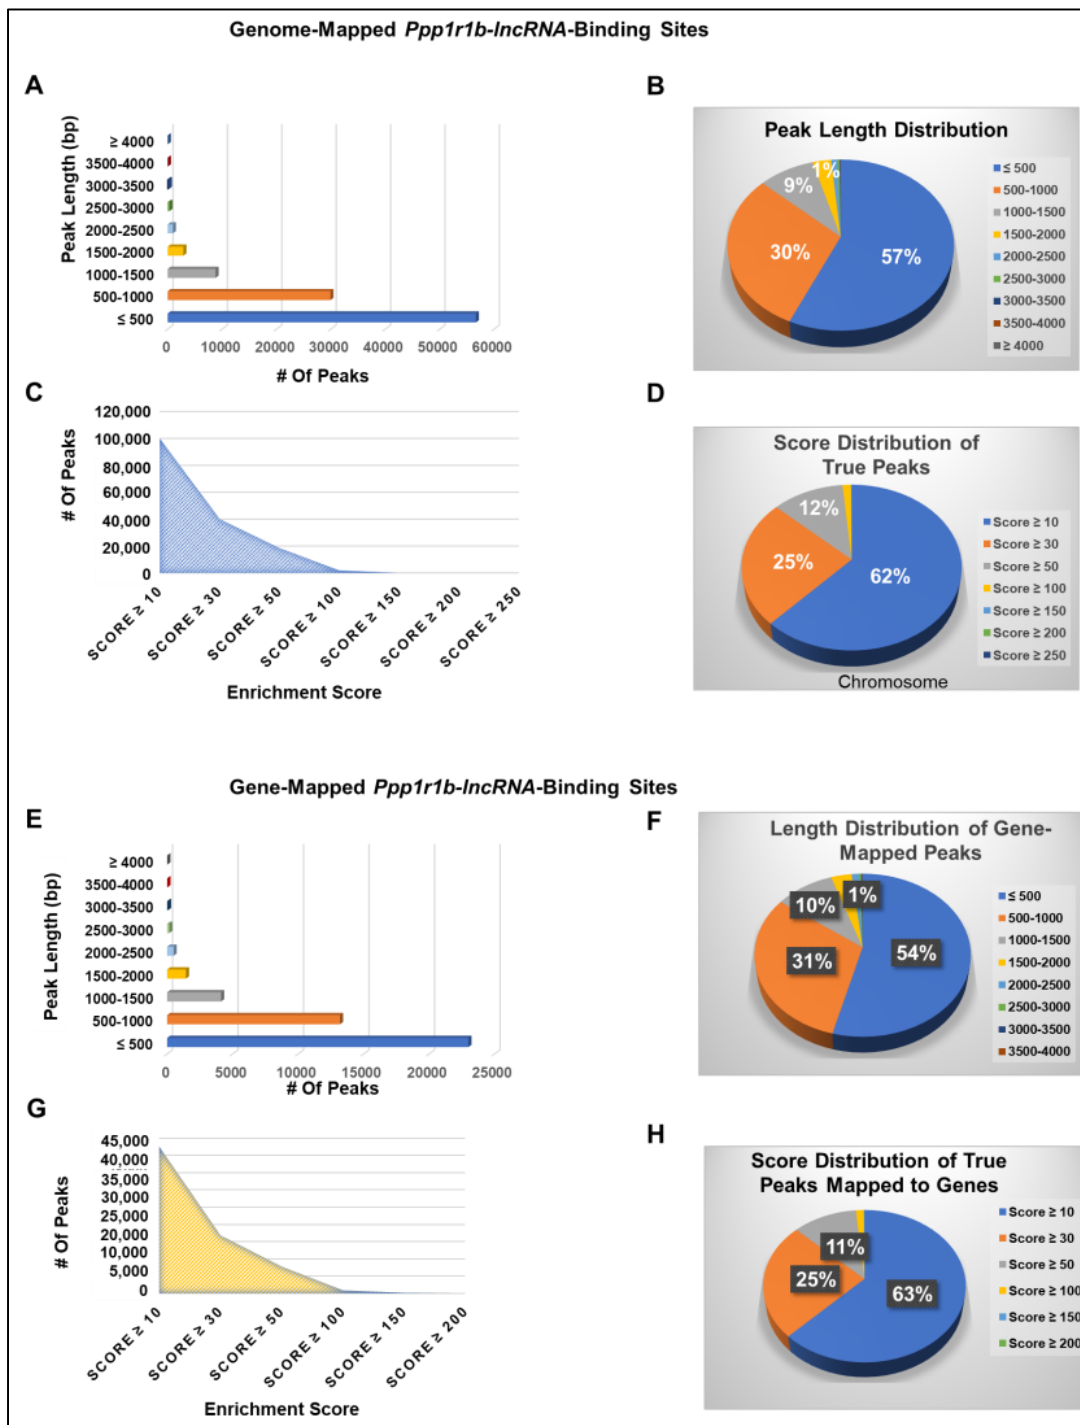 Genome-Mapped Ppp1r1b-lncRNA-Binding Sites
A
Peak Length (bp)
≥ 4000
3500-4000
3000-3500
2500-3000
2000-2500
1500-2000
1000-1500
500-1000
≤ 500
0 10000 20000 30000 40000 50000 60000
# Of Peaks
B
Peak Length Distribution
1%
9%
30%
57%
≤ 500
500-1000
1000-1500
1500-2000
2000-2500
2500-3000
3000-3500
3500-4000
≥ 4000
C
# Of Peaks
120,000
100,000
80,000
60,000
40,000
20,000
0
SCORE ≥ 10
SCORE ≥ 30
SCORE ≥ 50
SCORE ≥ 100
SCORE ≥ 150
SCORE ≥ 200
SCORE ≥ 250
Enrichment Score
D
Score Distribution of
True Peaks
12%
25%
62%
Score ≥ 10
Score ≥ 30
Score ≥ 50
Score ≥ 100
Score ≥ 150
Score ≥ 200
Score ≥ 250
Chromosome
Gene-Mapped Ppp1r1b-lncRNA-Binding Sites
E
Peak Length (bp)
≥ 4000
3500-4000
3000-3500
2500-3000
2000-2500
1500-2000
1000-1500
500-1000
≤ 500
0 5000 10000 15000 20000 25000
# Of Peaks
F
Length Distribution of Gene-
Mapped Peaks
1%
10%
31%
54%
≤ 500
500-1000
1000-1500
1500-2000
2000-2500
2500-3000
3000-3500
3500-4000
G
# Of Peaks
45,000
40,000
35,000
30,000
20,000
10,000
5,000
0
SCORE ≥ 10
SCORE ≥ 30
SCORE ≥ 50
SCORE ≥ 100
SCORE ≥ 150
SCORE ≥ 200
Enrichment Score
H
Score Distribution of True
Peaks Mapped to Genes
11%
25%
63%
Score ≥ 10
Score ≥ 30
Score ≥ 50
Score ≥ 100
Score ≥ 150
Score ≥ 200